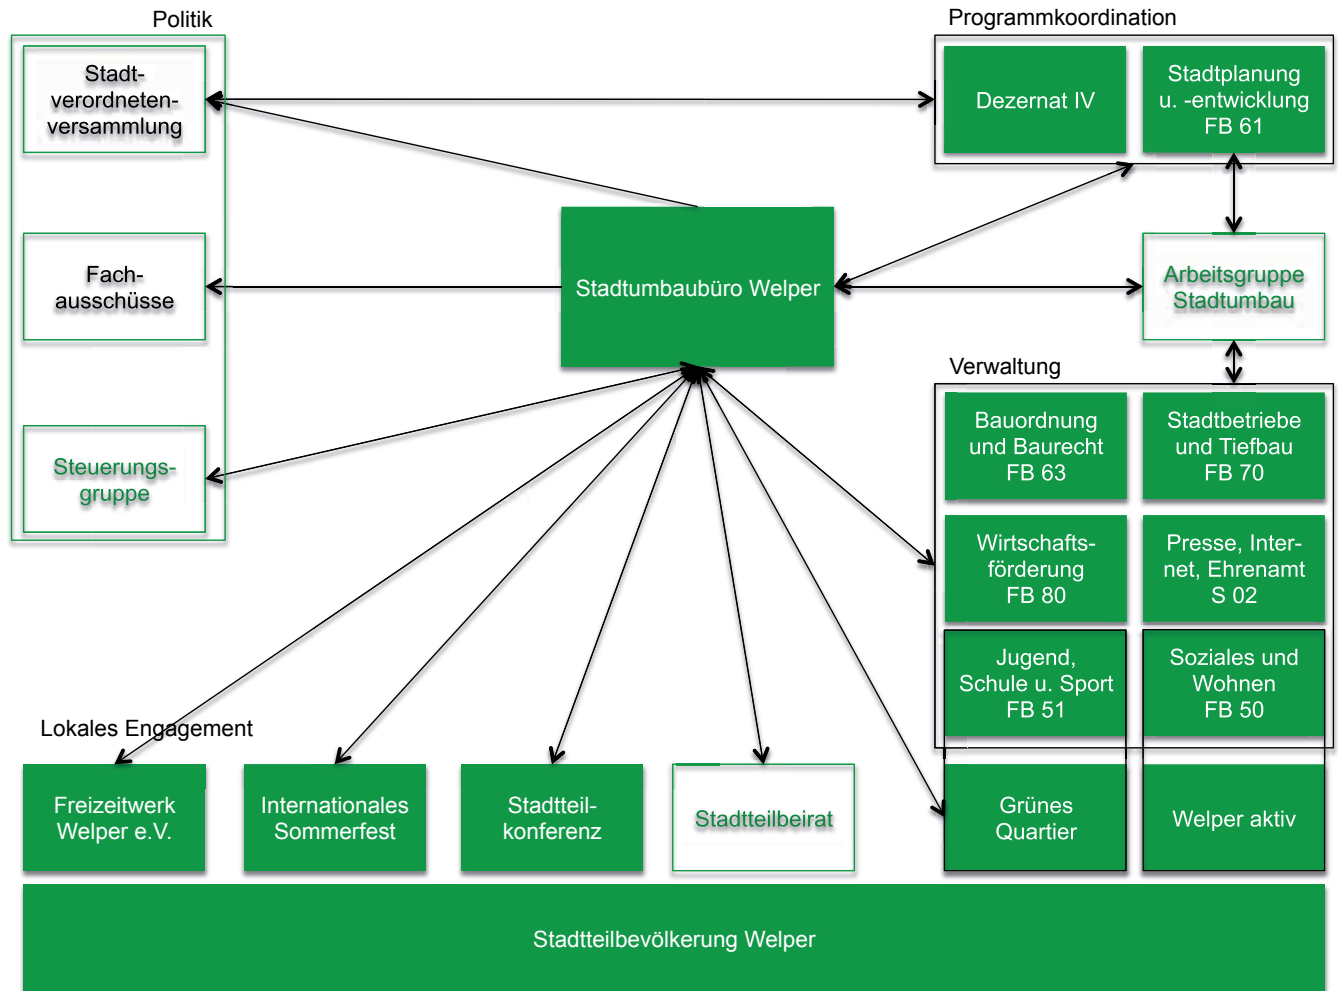 Politik
Programmkoordination
Stadt-
verordneten-
versammlung
Dezernat IV
Stadtplanung
u. -entwicklung
FB 61
Fach-
ausschüsse
Stadtumbaubüro Welper
Arbeitsgruppe
Stadtumbau
Verwaltung
Steuerungs-
gruppe
Bauordnung
und Baurecht
FB 63
Stadtbetriebe
und Tiefbau
FB 70
Wirtschafts-
förderung
FB 80
Presse, Inter-
net, Ehrenamt
S 02
Jugend,
Schule u. Sport
FB 51
Soziales und
Wohnen
FB 50
Lokales Engagement
Freizeitwerk
Welper e.V.
Internationales
Sommerfest
Stadtteil-
konferenz
Stadtteilbeirat
Grünes
Quartier
Welper aktiv
Stadtteilbevölkerung Welper